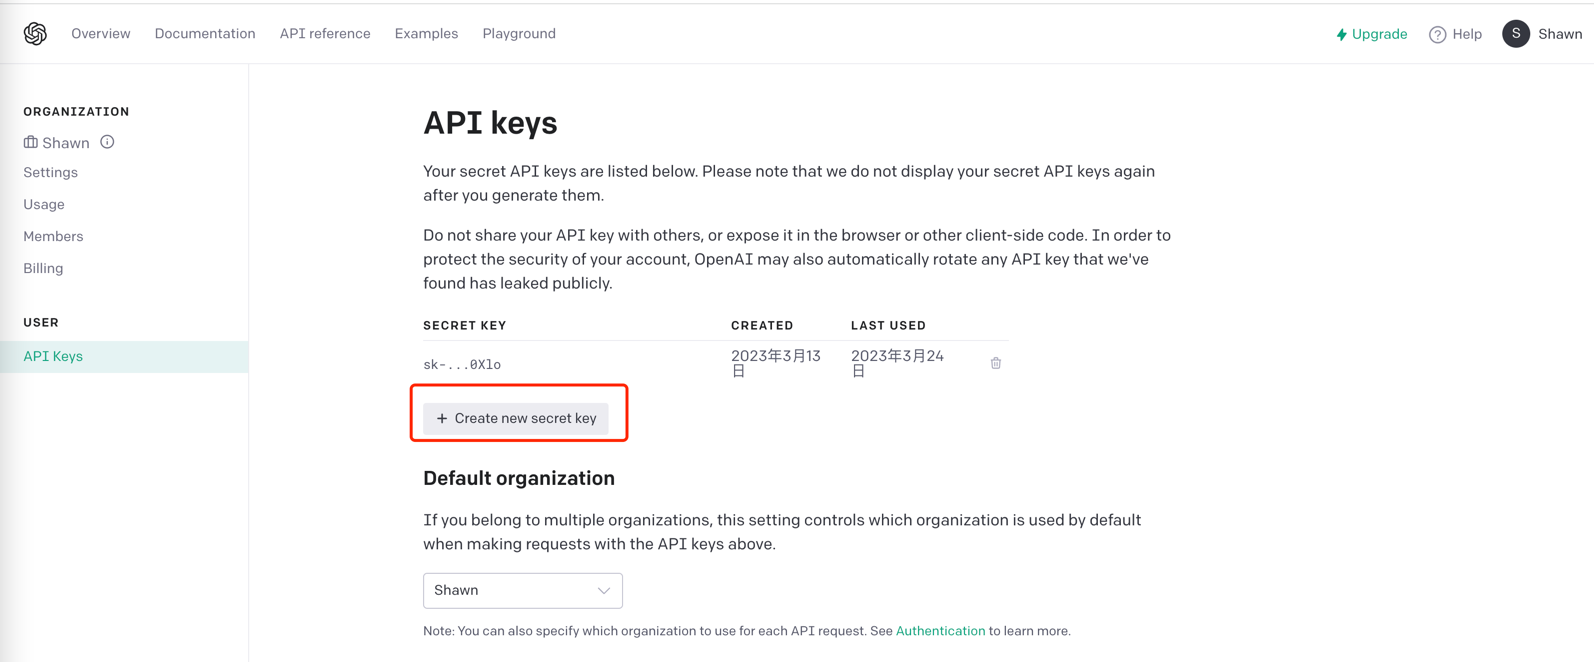 Overview Documentation API reference Examples Playground Upgrade Help S Shawn
ORGANIZATION
Shawn
Settings
Usage
Members
Billing
USER
API Keys
API keys
Your secret API keys are listed below. Please note that we do not display your secret API keys again
after you generate them.
Do not share your API key with others, or expose it in the browser or other client-side code. In order to
protect the security of your account, OpenAI may also automatically rotate any API key that we've
found has leaked publicly.
SECRET KEY CREATED LAST USED
sk-...0Xlo 2023年3月13日 2023年3月24日
+ Create new secret key
Default organization
If you belong to multiple organizations, this setting controls which organization is used by default
when making requests with the API keys above.
Shawn
Note: You can also specify which organization to use for each API request. See Authentication to learn more.